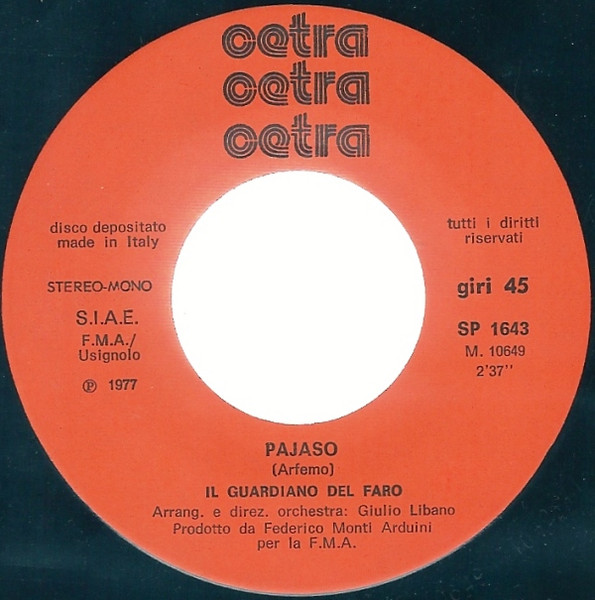 cetra
cetra
cetra
disco depositato
made in Italy
STEREO-MONO
S.I.A.E.
F.M.A./
Usignolo
℗ 1977
tutti i diritti
riservati
giri 45
SP 1643
M. 10649
2'37''
PAJASO
(Arfemo)
IL GUARDIANO DEL FARO
Arrang. e direz. orchestra: Giulio Libano
Prodotto da Federico Monti Arduini
per la F.M.A.